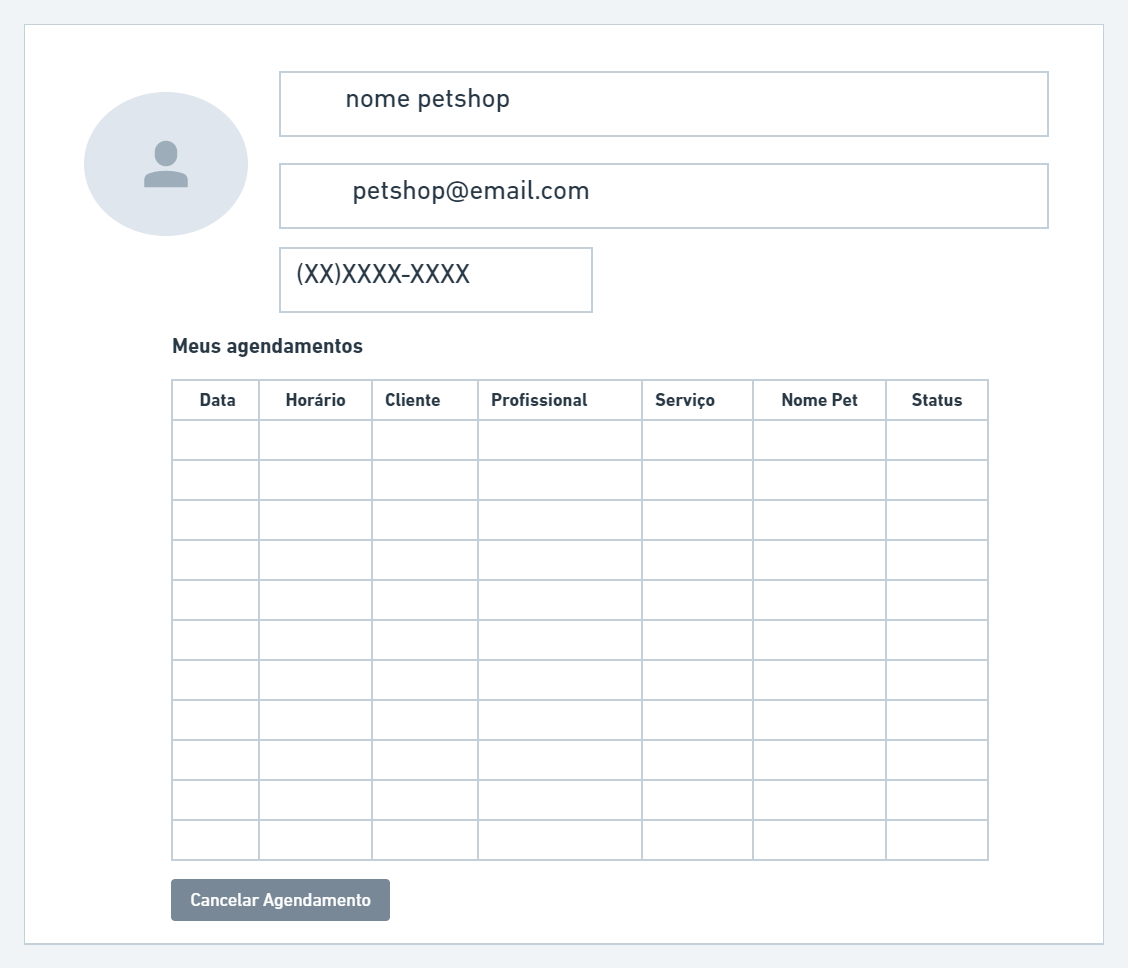 nome petshop
petshop@email.com
(XX)XXXX-XXXX
Meus agendamentos
Data Horário Cliente Profissional Serviço Nome Pet Status
Cancelar Agendamento